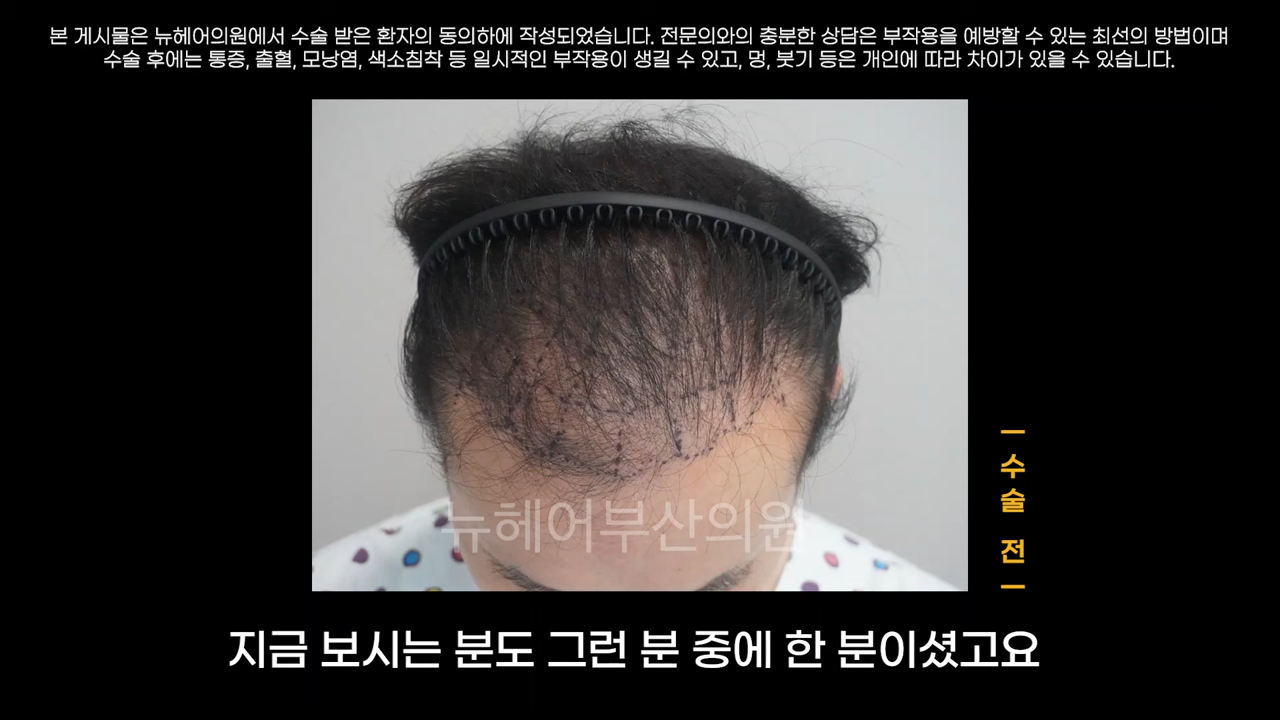 본 게시물은 뉴헤어의원에서 수술 받은 환자의 동의하에 작성되었습니다. 전문의와의 충분한 상담은 부작용을 예방할 수 있는 최선의 방법이며
수술 후에는 통증, 출혈, 모낭염, 색소침착 등 일시적인 부작용이 생길 수 있고, 멍, 붓기 등은 개인에 따라 차이가 있을 수 있습니다.
| 수술 전 |
뉴헤어부산의원
지금 보시는 분도 그런 분 중에 한 분이셨고요